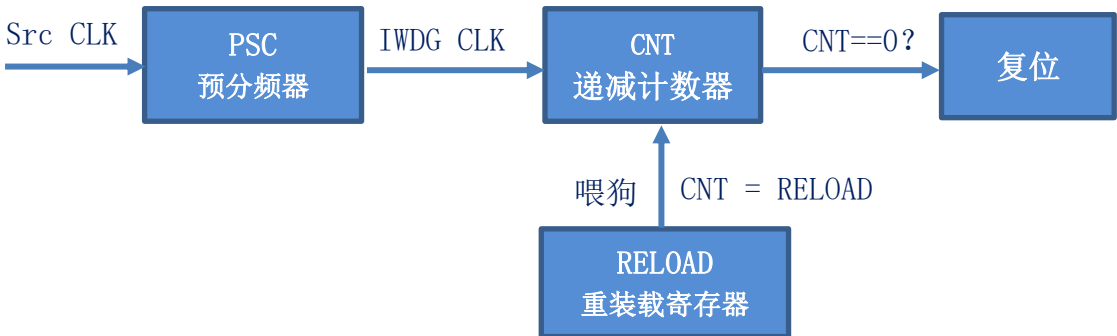 Src CLK
PSC
预分频器
IWDG CLK
CNT
递减计数器
CNT==0?
复位
喂狗
CNT = RELOAD
RELOAD
重装载寄存器